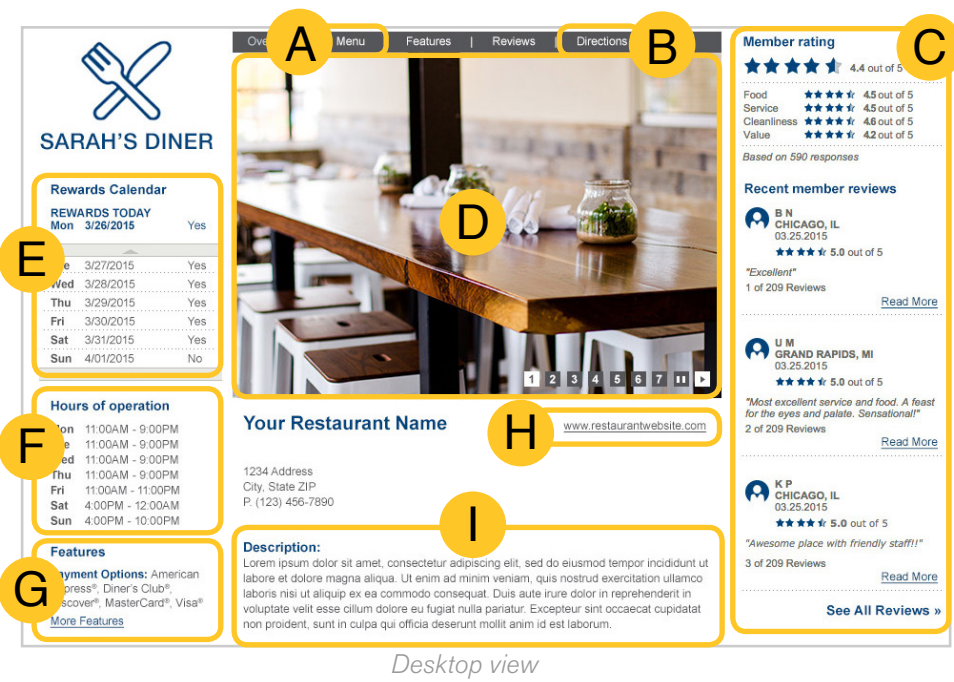 A
B
C
Menu | Features | Reviews | Directions
SARAH'S DINER
Rewards Calendar
REWARDS TODAY
Mon 3/26/2015 Yes
E
3/27/2015 Yes
Wed 3/28/2015 Yes
Thu 3/29/2015 Yes
Fri 3/30/2015 Yes
Sat 3/31/2015 Yes
Sun 4/01/2015 No
F
Hours of operation
11:00AM - 9:00PM
11:00AM - 9:00PM
11:00AM - 9:00PM
Thu 11:00AM - 9:00PM
Fri 11:00AM - 11:00PM
Sat 4:00PM - 12:00AM
Sun 4:00PM - 10:00PM
G
Features
Payment Options: American
Express®, Diner's Club®,
Discover®, MasterCard®, Visa®
More Features
D
1 2 3 4 5 6 7
Your Restaurant Name
H
www.restaurantwebsite.com
1234 Address
City, State ZIP
P. (123) 456-7890
I
Description:
Lorem ipsum dolor sit amet, consectetur adipiscing elit, sed do eiusmod tempor incididunt ut
labore et dolore magna aliqua. Ut enim ad minim veniam, quis nostrud exercitation ullamco
laboris nisi ut aliquip ex ea commodo consequat. Duis aute irure dolor in reprehenderit in
voluptate velit esse cillum dolore eu fugiat nulla pariatur. Excepteur sint occaecat cupidatat
non proident, sunt in culpa qui officia deserunt mollit anim id est laborum.
Member rating
4.4 out of 5
Food 4.5 out of 5
Service 4.5 out of 5
Cleanliness 4.6 out of 5
Value 4.2 out of 5
Based on 590 responses
Recent member reviews
B N
CHICAGO, IL
03.25.2015
5.0 out of 5
"Excellent"
1 of 209 Reviews
Read More
U M
GRAND RAPIDS, MI
03.25.2015
5.0 out of 5
"Most excellent service and food. A feast
for the eyes and palate. Sensational!"
2 of 209 Reviews
Read More
K P
CHICAGO, IL
03.25.2015
5.0 out of 5
"Awesome place with friendly staff!!"
3 of 209 Reviews
Read More
See All Reviews »
Desktop view